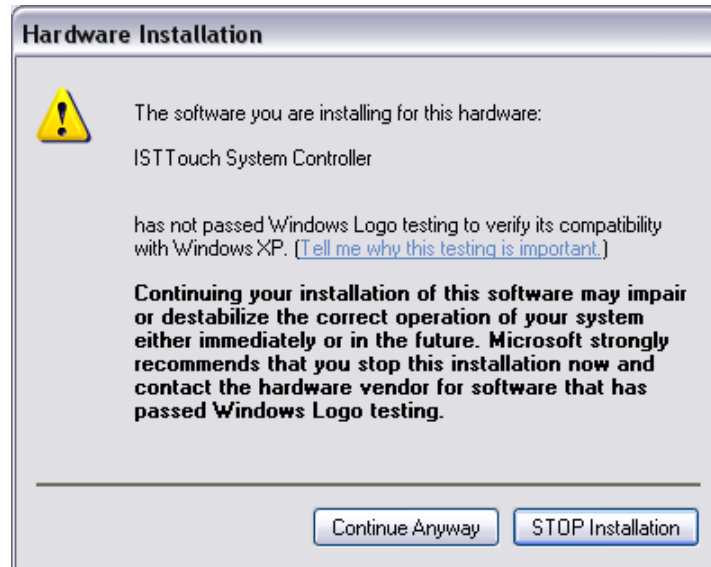 Hardware Installation
The software you are installing for this hardware:
ISTTouch System Controller
has not passed Windows Logo testing to verify its compatibility
with Windows XP. (Tell me why this testing is important.)
Continuing your installation of this software may impair
or destabilize the correct operation of your system
either immediately or in the future. Microsoft strongly
recommends that you stop this installation now and
contact the hardware vendor for software that has
passed Windows Logo testing.
Continue Anyway STOP Installation